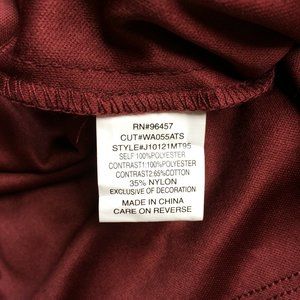 RN#96457
CUT#WA055ATS
STYLE#J10121MT95
SELF:100%POLYESTER
CONTRAST1:100%POLYESTER
CONTRAST2:65%COTTON
35% NYLON
EXCLUSIVE OF DECORATION
MADE IN CHINA
CARE ON REVERSE